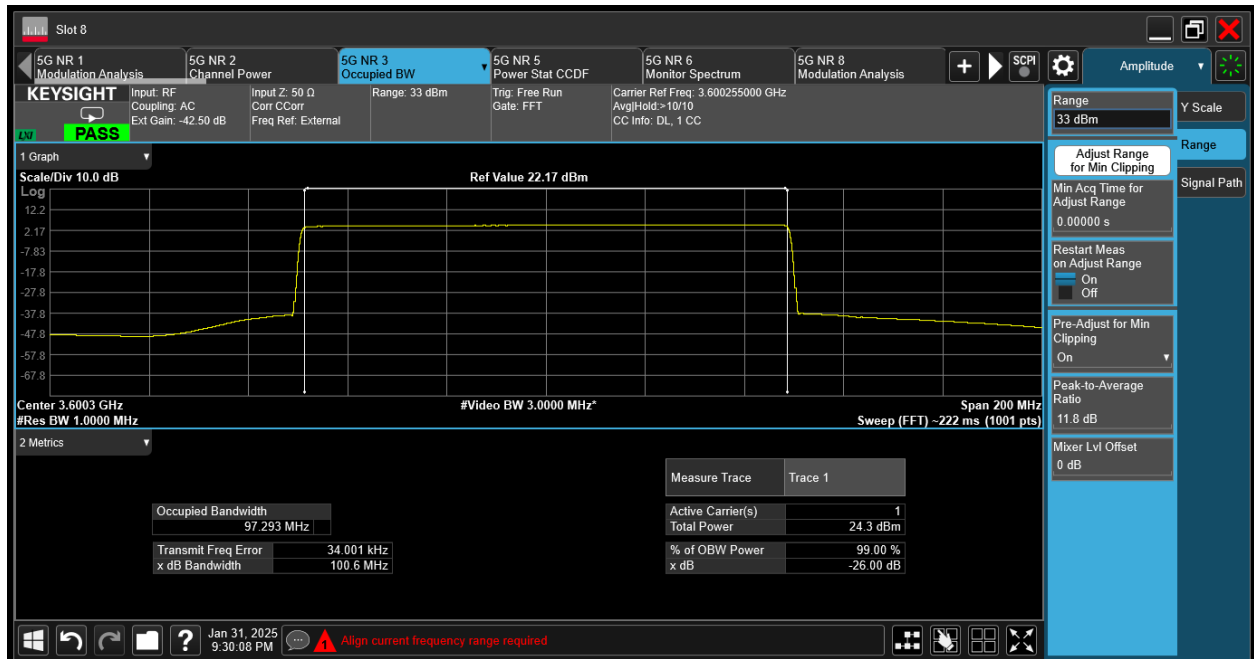 Slot 8
5G NR 1
Modulation Analysis
5G NR 2
Channel Power
5G NR 3
Occupied BW
5G NR 5
Power Stat CCDF
5G NR 6
Monitor Spectrum
5G NR 8
Modulation Analysis
+
SCPI
Amplitude
KEYSIGHT
LXI
PASS
Input: RF
Coupling: AC
Ext Gain: -42.50 dB
Input Z: 50 Ω
Corr CCorr
Freq Ref: External
Range: 33 dBm
Trig: Free Run
Gate: FFT
Carrier Ref Freq: 3.600255000 GHz
Avg|Hold:>10/10
CC Info: DL, 1 CC
1 Graph
Scale/Div 10.0 dB
Ref Value 22.17 dBm
Log
12.2
2.17
-7.83
-17.8
-27.8
-37.8
-47.8
-57.8
-67.8
Center 3.6003 GHz
#Video BW 3.0000 MHz*
Span 200 MHz
#Res BW 1.0000 MHz
Sweep (FFT) ~222 ms (1001 pts)
2 Metrics
Measure Trace Trace 1
Occupied Bandwidth
97.293 MHz
Transmit Freq Error 34.001 kHz
x dB Bandwidth 100.6 MHz
Active Carrier(s) 1
Total Power 24.3 dBm
% of OBW Power 99.00 %
x dB -26.00 dB
Range
33 dBm
Adjust Range
for Min Clipping
Min Acq Time for
Adjust Range
0.00000 s
Restart Meas
on Adjust Range
On
Off
Pre-Adjust for Min
Clipping
On
Peak-to-Average
Ratio
11.8 dB
Mixer Lvl Offset
0 dB
Y Scale
Range
Signal Path
?
Jan 31, 2025
9:30:08 PM
1
Align current frequency range required